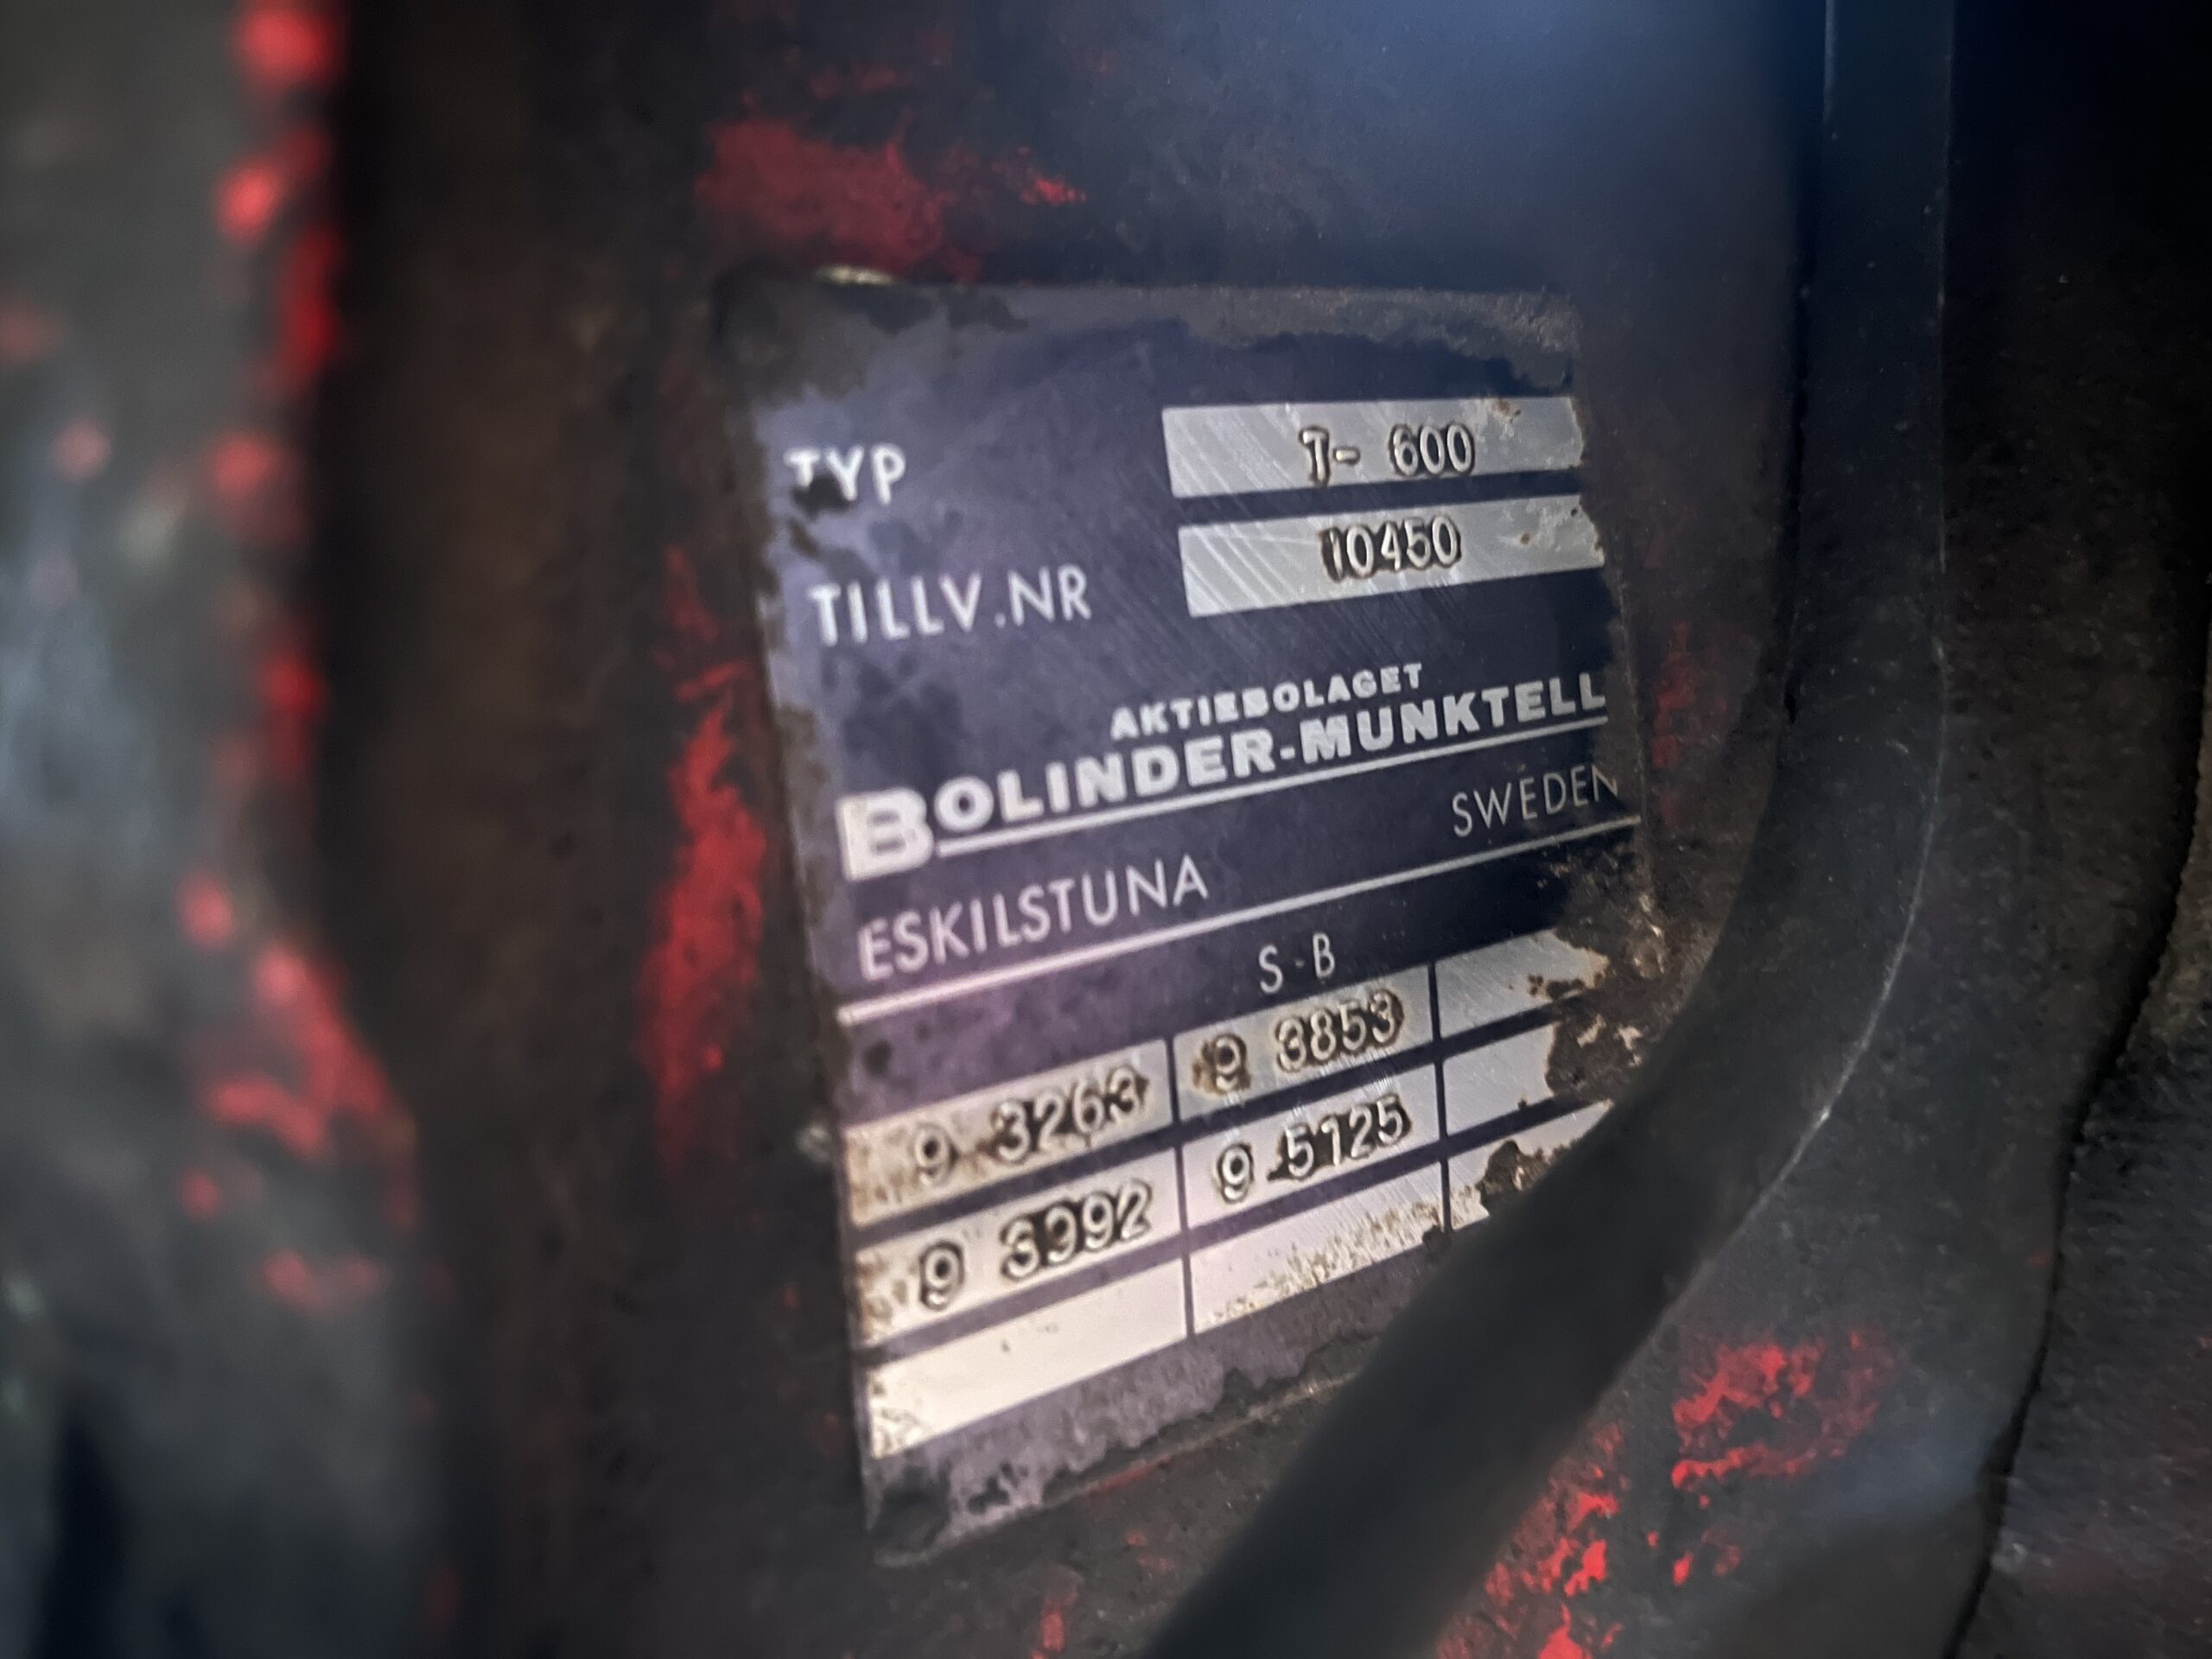 TYP T- 600
TILLV.NR 10450
AKTIEBOLAGET
BOLINDER-MUNKTELL
ESKILSTUNA SWEDEN
S-B
9 3263 9 3853
9 3992 9 5125